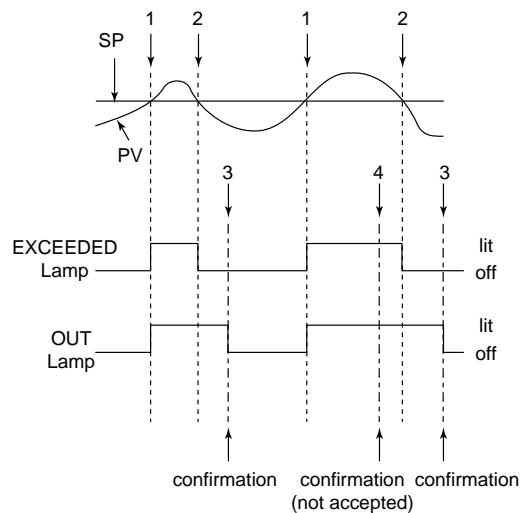 1 2 1 2
SP
PV
3 4 3
EXCEEDED
Lamp
lit
off
OUT
Lamp
lit
off
confirmation confirmation confirmation
(not accepted)